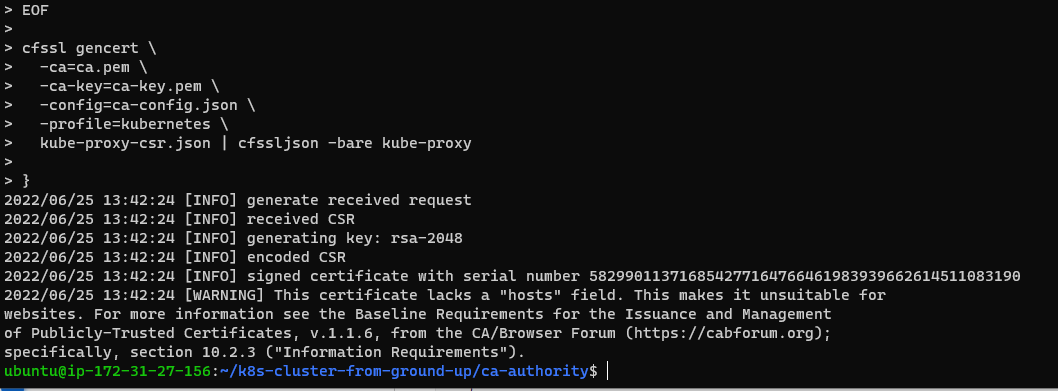 > EOF
>
> cfssl gencert \
>   -ca=ca.pem \
>   -ca-key=ca-key.pem \
>   -config=ca-config.json \
>   -profile=kubernetes \
>   kube-proxy-csr.json | cfssljson -bare kube-proxy
>
> }
2022/06/25 13:42:24 [INFO] generate received request
2022/06/25 13:42:24 [INFO] received CSR
2022/06/25 13:42:24 [INFO] generating key: rsa-2048
2022/06/25 13:42:24 [INFO] encoded CSR
2022/06/25 13:42:24 [INFO] signed certificate with serial number 582990113716854277164766461983939662614511083190
2022/06/25 13:42:24 [WARNING] This certificate lacks a "hosts" field. This makes it unsuitable for
websites. For more information see the Baseline Requirements for the Issuance and Management
of Publicly-Trusted Certificates, v.1.1.6, from the CA/Browser Forum (https://cabforum.org);
specifically, section 10.2.3 ("Information Requirements").
ubuntu@ip-172-31-27-156:~/k8s-cluster-from-ground-up/ca-authority$